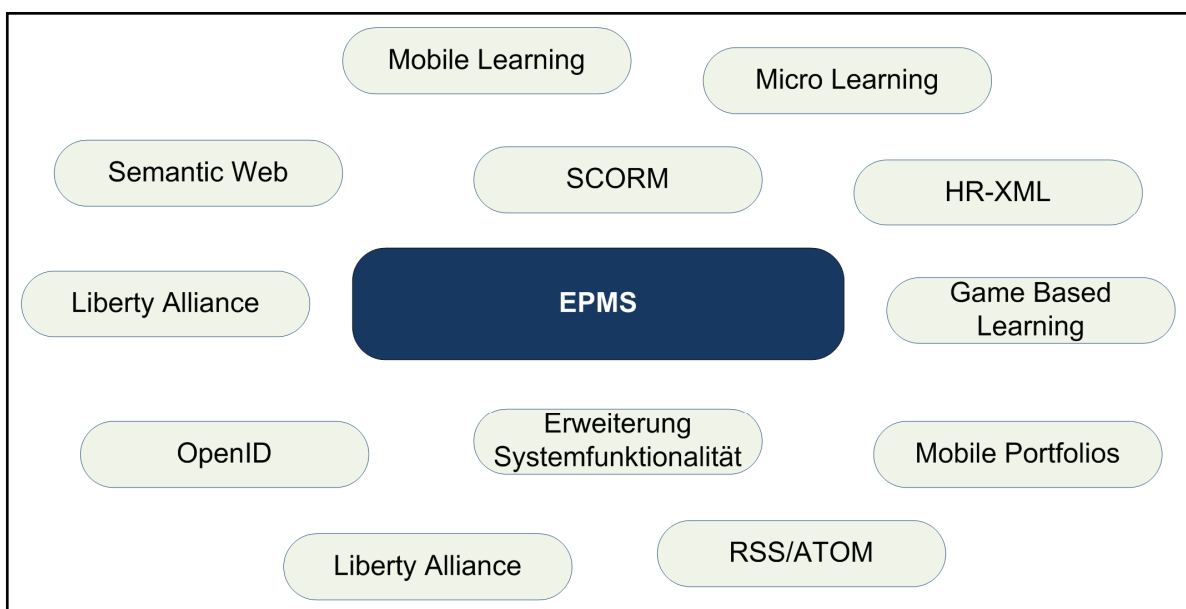 Mobile Learning
Micro Learning
Semantic Web
SCORM
HR-XML
Liberty Alliance
EPMS
Game Based
Learning
OpenID
Erweiterung
Systemfunktionalität
Mobile Portfolios
Liberty Alliance
RSS/ATOM